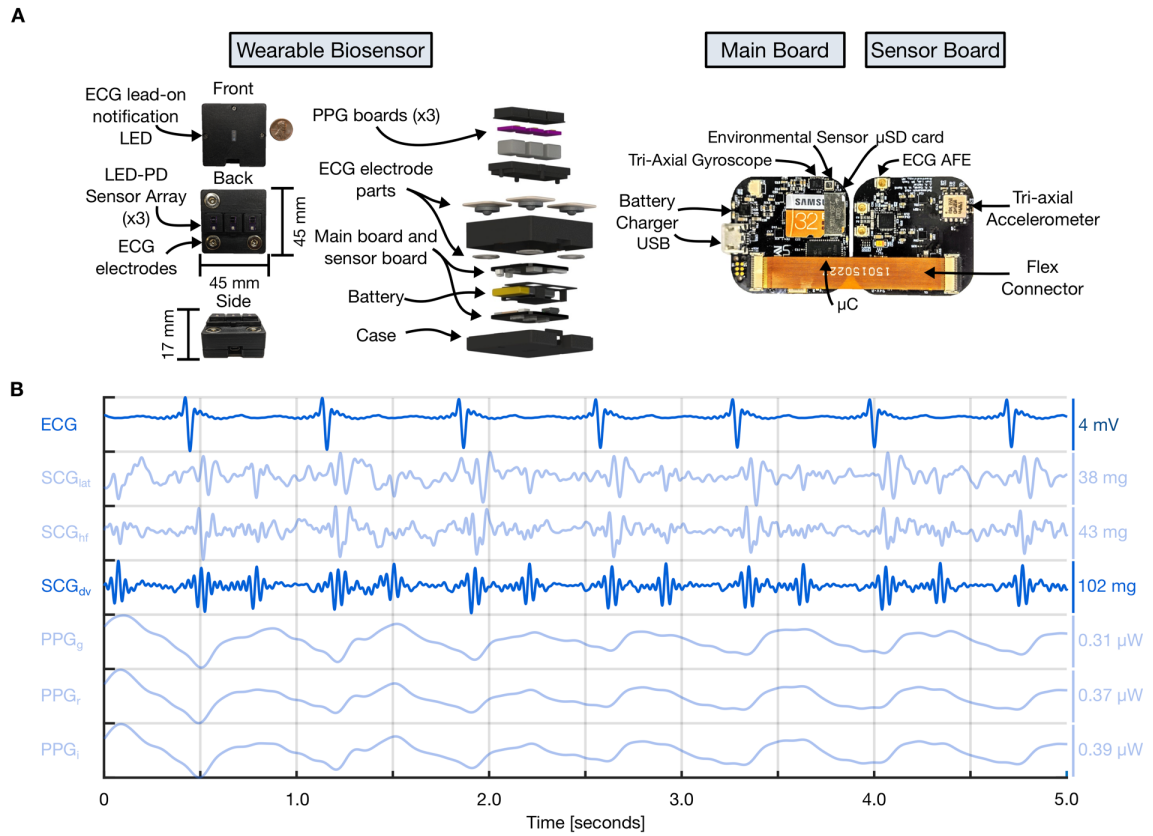 A
Wearable Biosensor
Main Board
Sensor Board
Front
ECG lead-on
notification
LED
Back
LED-PD
Sensor Array
(x3)
ECG
electrodes
45 mm
45 mm
Side
17 mm
PPG boards (x3)
ECG electrode
parts
Main board and
sensor board
Battery
Case
Environmental Sensor
µSD card
Tri-Axial Gyroscope
ECG AFE
Battery
Charger
USB
Tri-axial
Accelerometer
SAMSU
32
15015022
Flex
Connector
µC
B
ECG
4 mV
SCGlat
38 mg
SCGhf
43 mg
SCGdv
102 mg
PPGg
0.31 µW
PPGr
0.37 µW
PPGi
0.39 µW
0 1.0 2.0 3.0 4.0 5.0
Time [seconds]